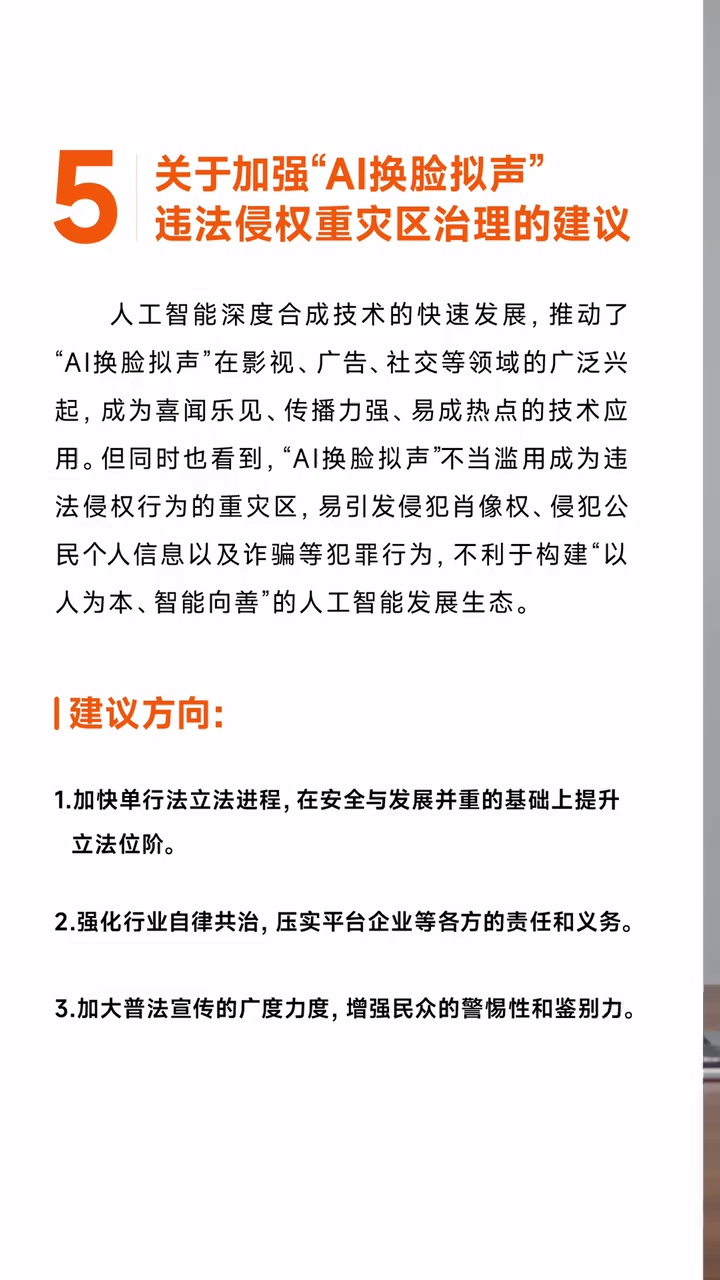 5
关于加强“AI换脸拟声”
违法侵权重灾区治理的建议
人工智能深度合成技术的快速发展，推动了
“AI换脸拟声”在影视、广告、社交等领域的广泛兴
起，成为喜闻乐见、传播力强、易成热点的技术应
用。但同时也看到，“AI换脸拟声”不当滥用成为违
法侵权行为的重灾区，易引发侵犯肖像权、侵犯公
民个人信息以及诈骗等犯罪行为，不利于构建“以
人为本、智能向善”的人工智能发展生态。
建议方向：
1.加快单行法立法进程，在安全与发展并重的基础上提升
立法位阶。
2.强化行业自律共治，压实平台企业等各方的责任和义务。
3.加大普法宣传的广度力度，增强民众的警惕性和鉴别力。